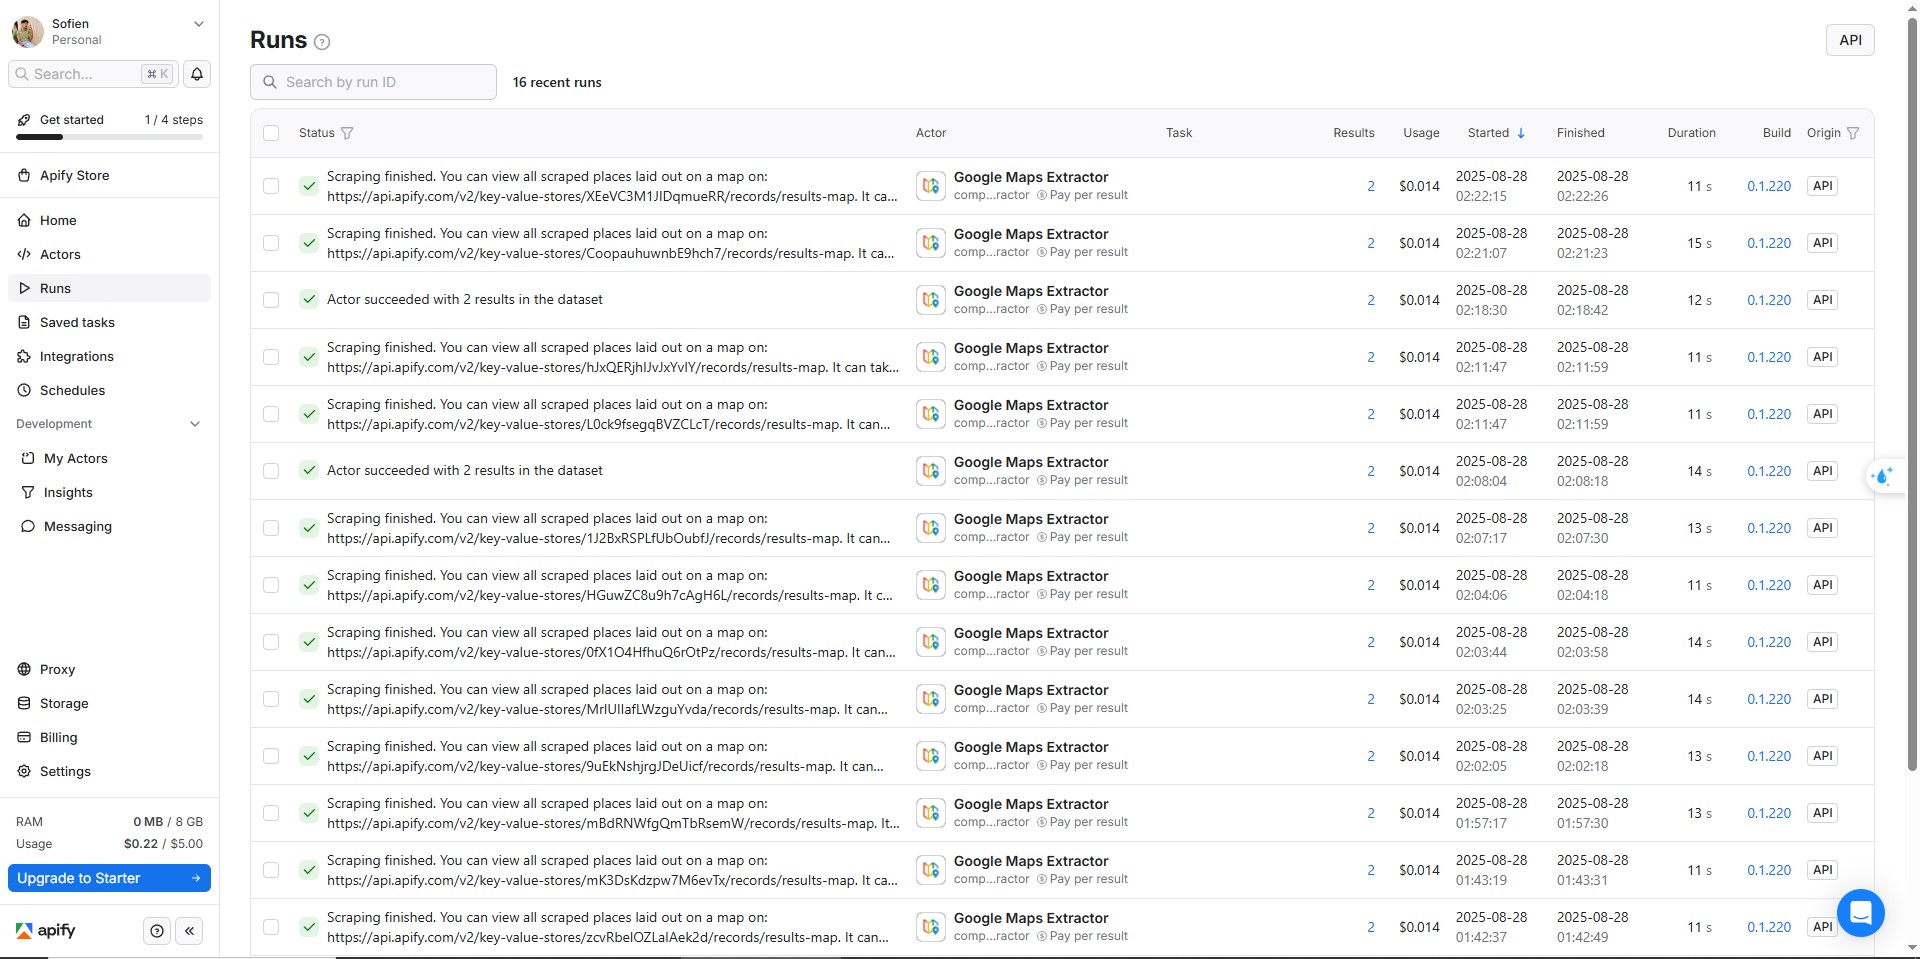 Sofien
Personal
Search...
⌘ K
Get started 1 / 4 steps
Apify Store
Home
Actors
Runs
Saved tasks
Integrations
Schedules
Development
My Actors
Insights
Messaging
Proxy
Storage
Billing
Settings
RAM 0 MB / 8 GB
Usage $0.22 / $5.00
Upgrade to Starter →
apify
Runs
API
Search by run ID
16 recent runs
Status Actor Task Results Usage Started Finished Duration Build Origin
Scraping finished. You can view all scraped places laid out on a map on:
https://api.apify.com/v2/key-value-stores/XEeVC3M1JIDqmueRR/records/results-map. It ca...
Google Maps Extractor
comp...ractor Pay per result
2 $0.014 2025-08-28 02:22:15 2025-08-28 02:22:26 11 s 0.1.220 API
Scraping finished. You can view all scraped places laid out on a map on:
https://api.apify.com/v2/key-value-stores/CoopauhuwnbE9hch7/records/results-map. It ca...
Google Maps Extractor
comp...ractor Pay per result
2 $0.014 2025-08-28 02:21:07 2025-08-28 02:21:23 15 s 0.1.220 API
Actor succeeded with 2 results in the dataset
Google Maps Extractor
comp...ractor Pay per result
2 $0.014 2025-08-28 02:18:30 2025-08-28 02:18:42 12 s 0.1.220 API
Scraping finished. You can view all scraped places laid out on a map on:
https://api.apify.com/v2/key-value-stores/hJxQERjhIJvJxYvIY/records/results-map. It can tak...
Google Maps Extractor
comp...ractor Pay per result
2 $0.014 2025-08-28 02:11:47 2025-08-28 02:11:59 11 s 0.1.220 API
Scraping finished. You can view all scraped places laid out on a map on:
https://api.apify.com/v2/key-value-stores/L0ck9fsegqBVZCLcT/records/results-map. It can...
Google Maps Extractor
comp...ractor Pay per result
2 $0.014 2025-08-28 02:11:47 2025-08-28 02:11:59 11 s 0.1.220 API
Actor succeeded with 2 results in the dataset
Google Maps Extractor
comp...ractor Pay per result
2 $0.014 2025-08-28 02:08:04 2025-08-28 02:08:18 14 s 0.1.220 API
Scraping finished. You can view all scraped places laid out on a map on:
https://api.apify.com/v2/key-value-stores/1J2BxRSPLfUbOubfJ/records/results-map. It can...
Google Maps Extractor
comp...ractor Pay per result
2 $0.014 2025-08-28 02:07:17 2025-08-28 02:07:30 13 s 0.1.220 API
Scraping finished. You can view all scraped places laid out on a map on:
https://api.apify.com/v2/key-value-stores/HGuwZC8u9h7cAgH6L/records/results-map. It c...
Google Maps Extractor
comp...ractor Pay per result
2 $0.014 2025-08-28 02:04:06 2025-08-28 02:04:18 11 s 0.1.220 API
Scraping finished. You can view all scraped places laid out on a map on:
https://api.apify.com/v2/key-value-stores/0fX1O4HfhuQ6rOtPz/records/results-map. It can...
Google Maps Extractor
comp...ractor Pay per result
2 $0.014 2025-08-28 02:03:44 2025-08-28 02:03:58 14 s 0.1.220 API
Scraping finished. You can view all scraped places laid out on a map on:
https://api.apify.com/v2/key-value-stores/MrIUIIafLWzguYvda/records/results-map. It can...
Google Maps Extractor
comp...ractor Pay per result
2 $0.014 2025-08-28 02:03:25 2025-08-28 02:03:39 14 s 0.1.220 API
Scraping finished. You can view all scraped places laid out on a map on:
https://api.apify.com/v2/key-value-stores/9uEkNshjrgJDeUicf/records/results-map. It can...
Google Maps Extractor
comp...ractor Pay per result
2 $0.014 2025-08-28 02:02:05 2025-08-28 02:02:18 13 s 0.1.220 API
Scraping finished. You can view all scraped places laid out on a map on:
https://api.apify.com/v2/key-value-stores/mBdRNWfgQmTbRsemW/records/results-map. It...
Google Maps Extractor
comp...ractor Pay per result
2 $0.014 2025-08-28 01:57:17 2025-08-28 01:57:30 13 s 0.1.220 API
Scraping finished. You can view all scraped places laid out on a map on:
https://api.apify.com/v2/key-value-stores/mK3DsKdzpw7M6evTx/records/results-map. It ca...
Google Maps Extractor
comp...ractor Pay per result
2 $0.014 2025-08-28 01:43:19 2025-08-28 01:43:31 11 s 0.1.220 API
Scraping finished. You can view all scraped places laid out on a map on:
https://api.apify.com/v2/key-value-stores/zcvRbeIOZLaIAek2d/records/results-map. It can...
Google Maps Extractor
comp...ractor Pay per result
2 $0.014 2025-08-28 01:42:37 2025-08-28 01:42:49 11 s 0.1.220 API